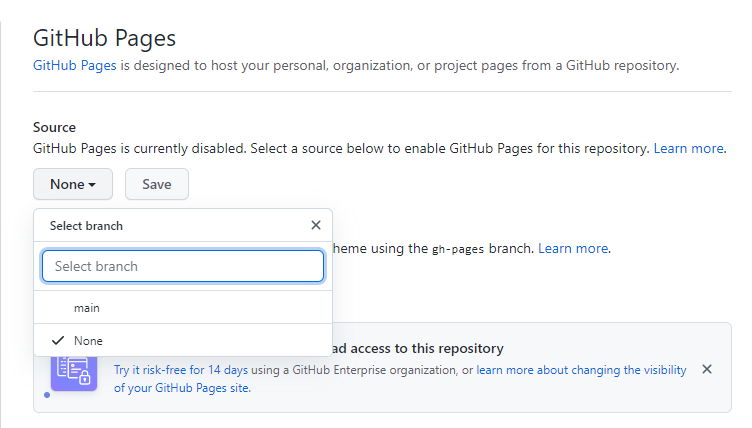 GitHub Pages
GitHub Pages is designed to host your personal, organization, or project pages from a GitHub repository.
Source
GitHub Pages is currently disabled. Select a source below to enable GitHub Pages for this repository. Learn more.
None
Save
Select branch
Select branch
main
None
heme using the gh-pages branch. Learn more.
ad access to this repository
Try it risk-free for 14 days using a GitHub Enterprise organization, or learn more about changing the visibility
of your GitHub Pages site.